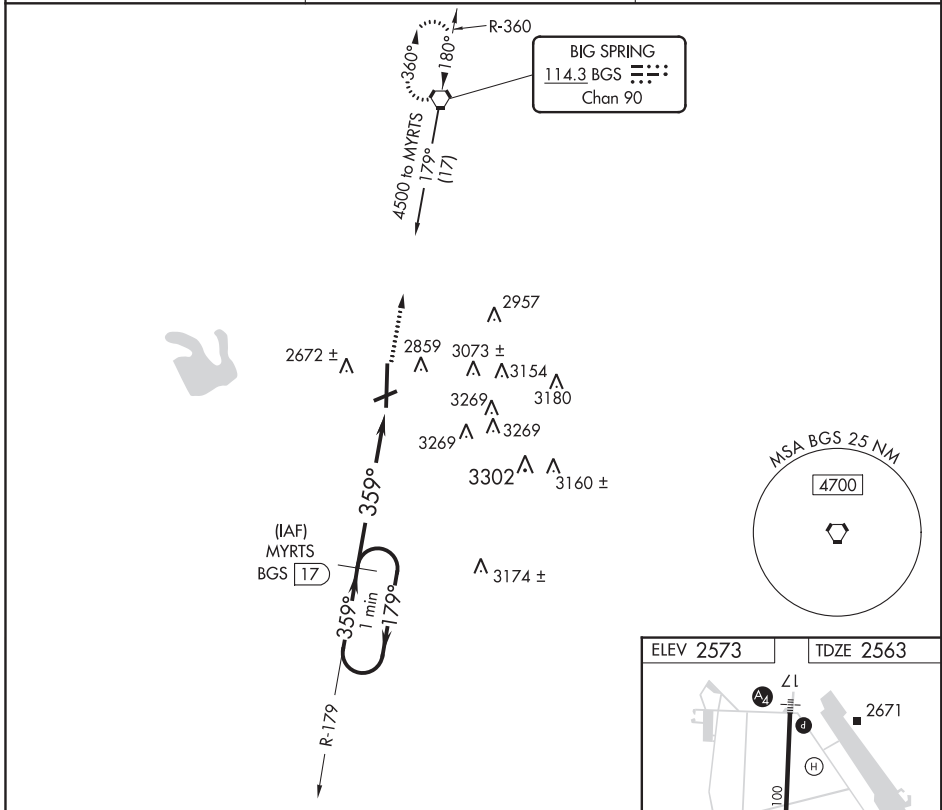 R-360
360°
180°
BIG SPRING
114.3 BGS
Chan 90
4500 to MYRTS
179°
(17)
2957
2672 ±
2859
3073 ±
3154
3180
3269
3269
3269
3302
3160 ±
359°
MSA BGS 25 NM
4700
(IAF)
MYRTS
BGS 17
3174 ±
359°
1 min
179°
R-179
ELEV 2573
TDZE 2563
17
A4
2671
P
H
100